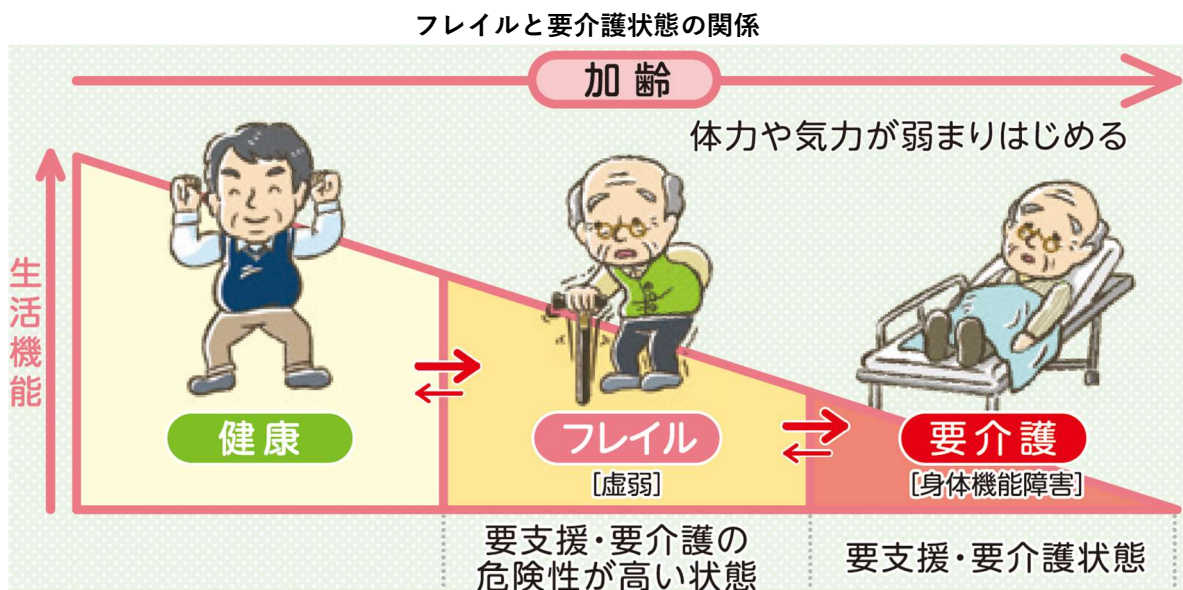 フレイルと要介護状態の関係
加齢
体力や気力が弱まりはじめる
生活機能
健康
フレイル
[虚弱]
要介護
[身体機能障害]
要支援・要介護の
危険性が高い状態
要支援・要介護状態